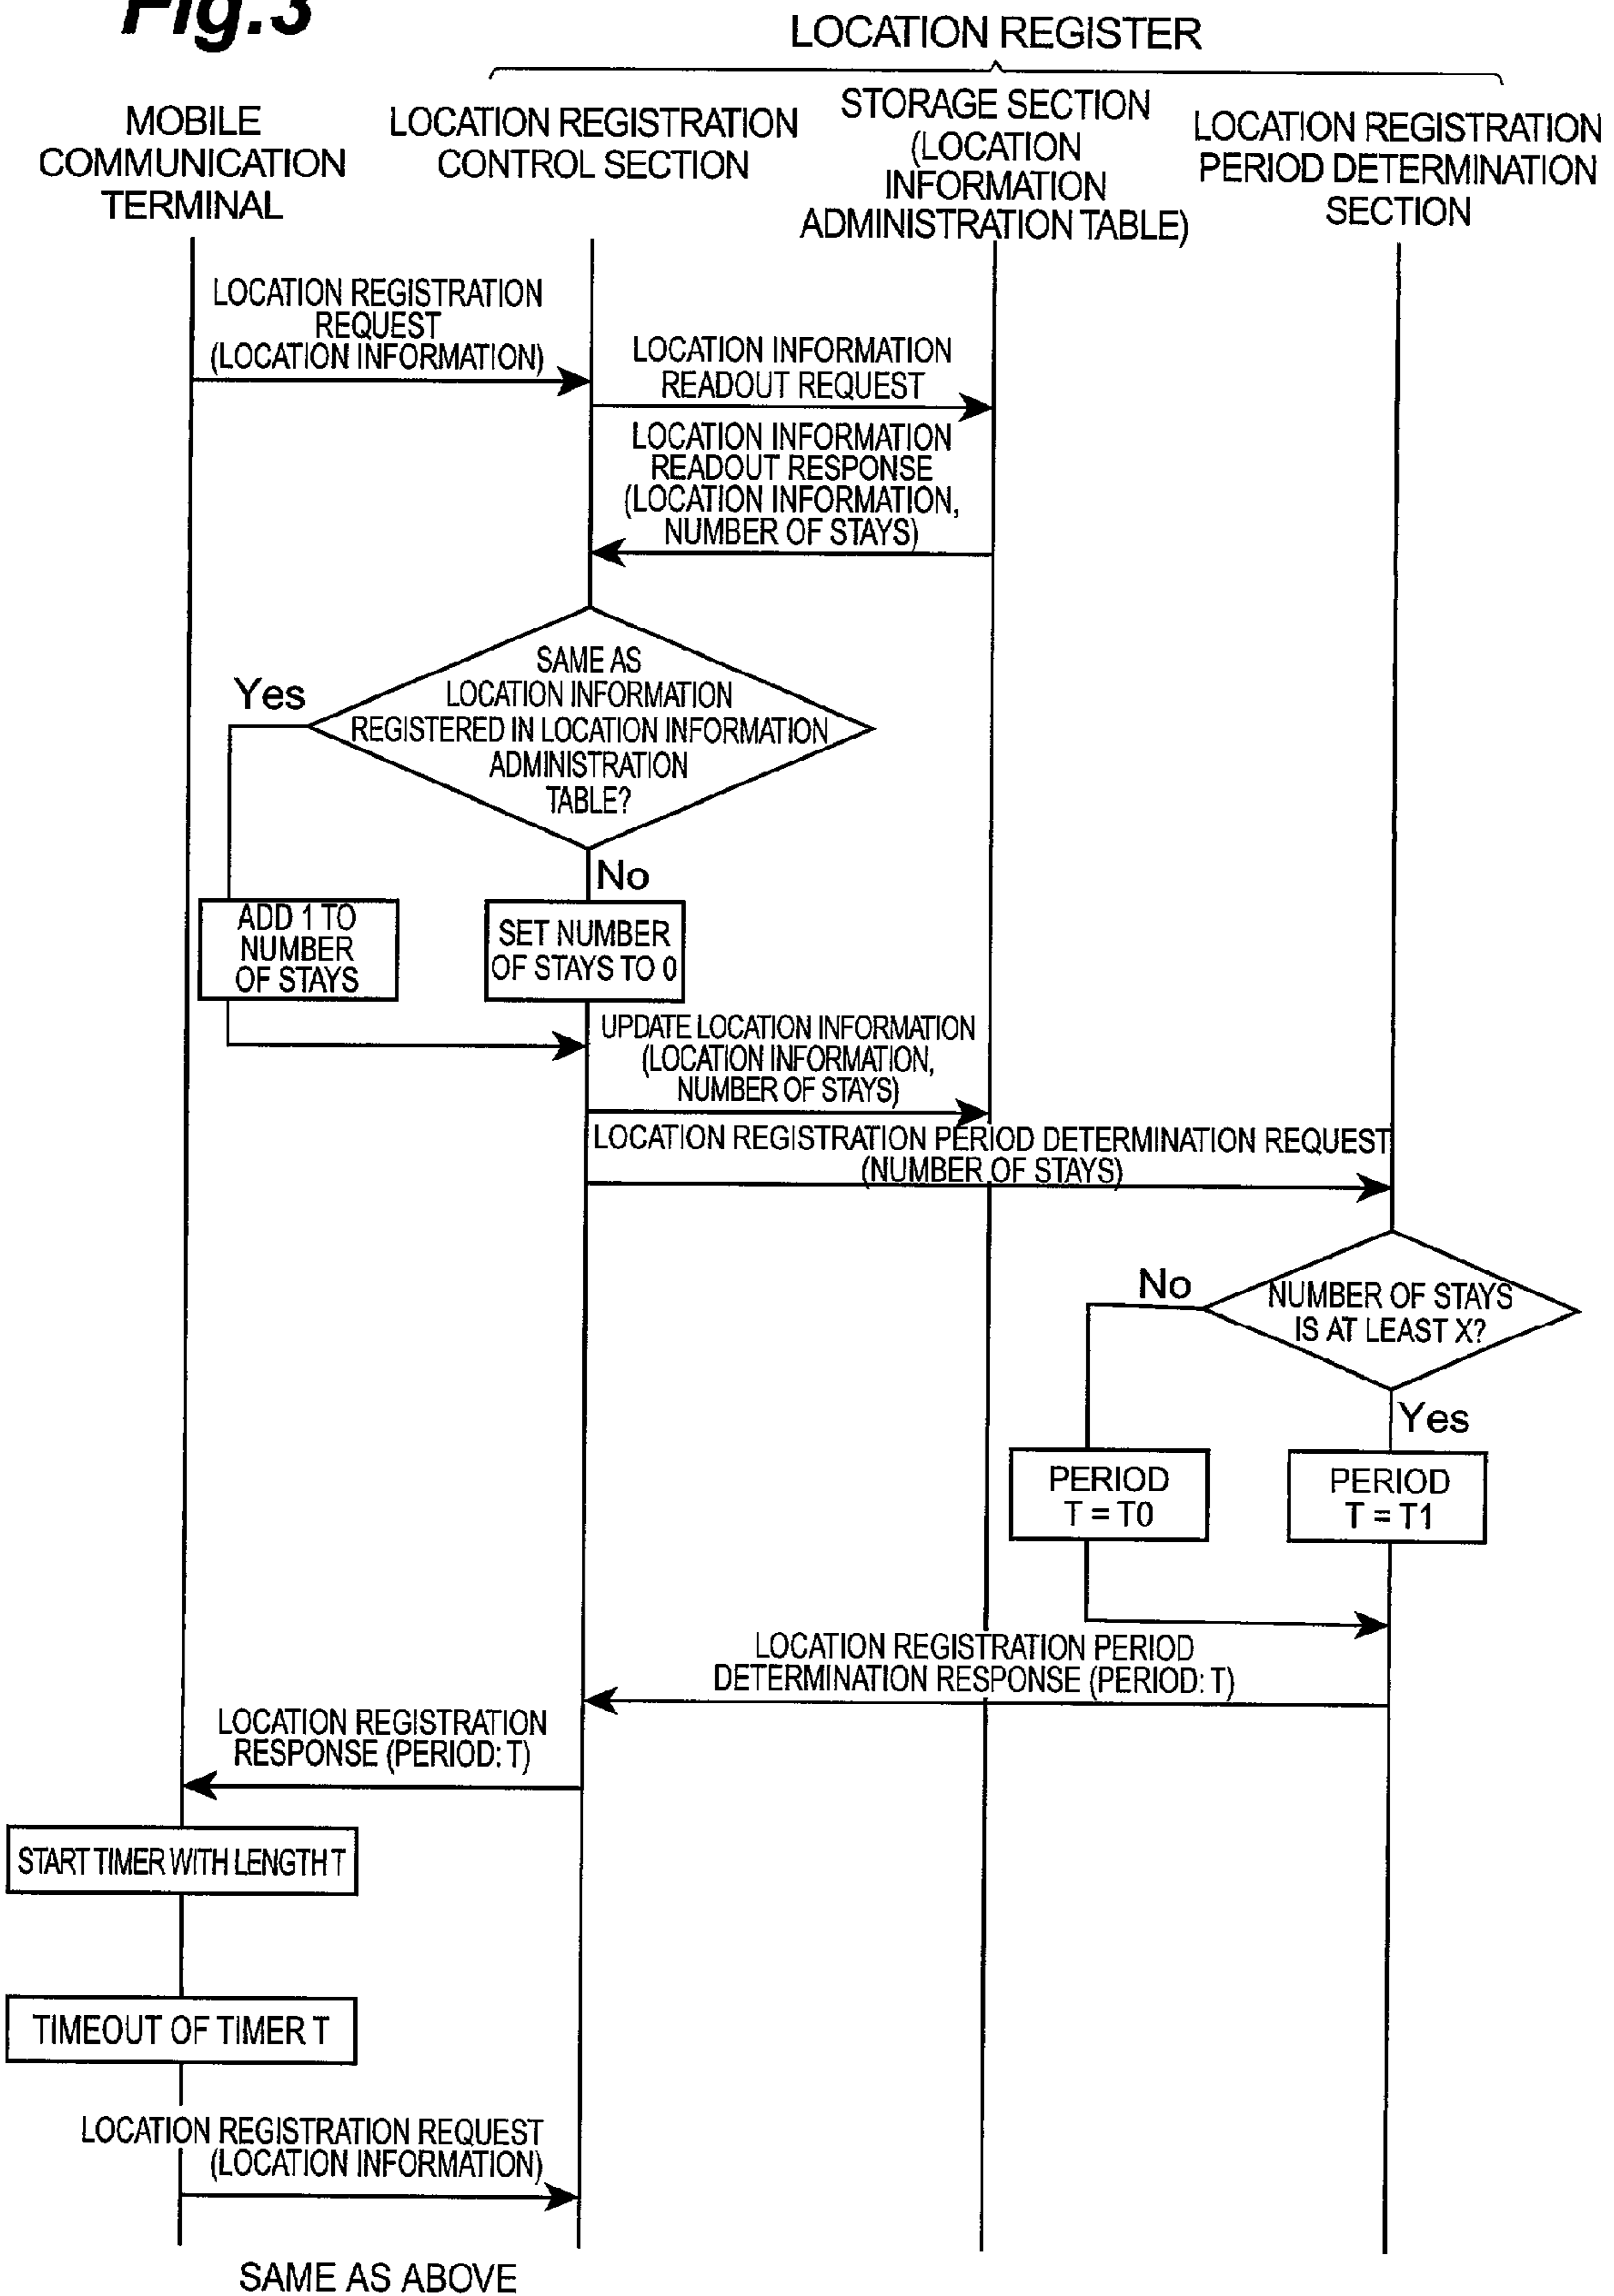 Fig.3
LOCATION REGISTER
MOBILE
COMMUNICATION
TERMINAL
LOCATION REGISTRATION
CONTROL SECTION
STORAGE SECTION
(LOCATION
INFORMATION
ADMINISTRATION TABLE)
LOCATION REGISTRATION
PERIOD DETERMINATION
SECTION
LOCATION REGISTRATION
REQUEST
(LOCATION INFORMATION)
LOCATION INFORMATION
READOUT REQUEST
LOCATION INFORMATION
READOUT RESPONSE
(LOCATION INFORMATION,
NUMBER OF STAYS)
SAME AS
LOCATION INFORMATION
REGISTERED IN LOCATION INFORMATION
ADMINISTRATION
TABLE?
Yes
No
ADD 1 TO
NUMBER
OF STAYS
SET NUMBER
OF STAYS TO 0
UPDATE LOCATION INFORMATION
(LOCATION INFORMATION,
NUMBER OF STAYS)
LOCATION REGISTRATION PERIOD DETERMINATION REQUEST
(NUMBER OF STAYS)
NUMBER OF STAYS
IS AT LEAST X?
No
Yes
PERIOD
T = T0
PERIOD
T = T1
LOCATION REGISTRATION PERIOD
DETERMINATION RESPONSE (PERIOD: T)
LOCATION REGISTRATION
RESPONSE (PERIOD: T)
START TIMER WITH LENGTH T
TIMEOUT OF TIMER T
LOCATION REGISTRATION REQUEST
(LOCATION INFORMATION)
SAME AS ABOVE